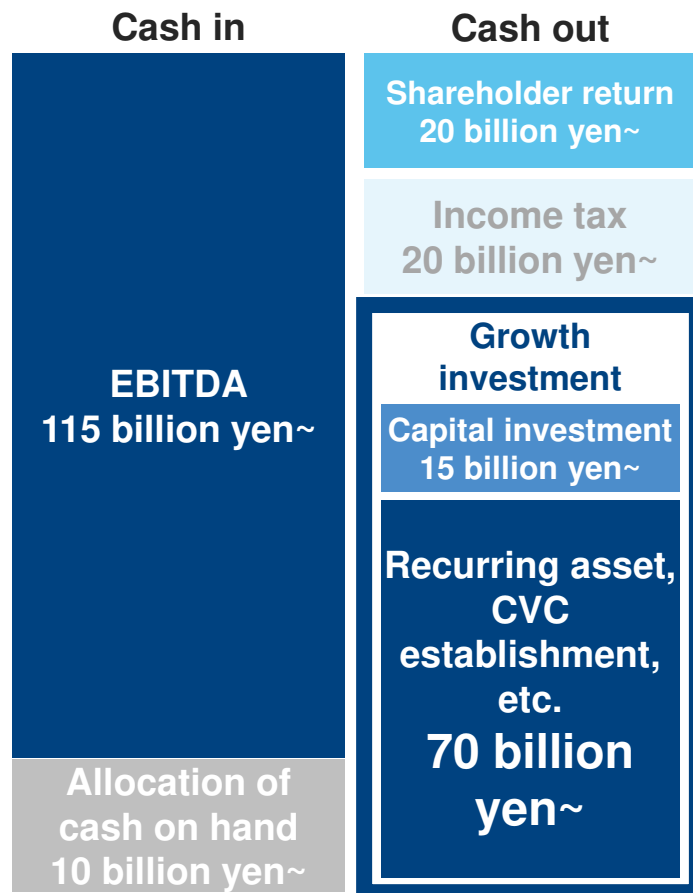 Cash in
EBITDA
115 billion yen~
Allocation of
cash on hand
10 billion yen~
Cash out
Shareholder return
20 billion yen~
Income tax
20 billion yen~
Growth
investment
Capital investment
15 billion yen~
Recurring asset,
CVC
establishment,
etc.
70 billion
yen~